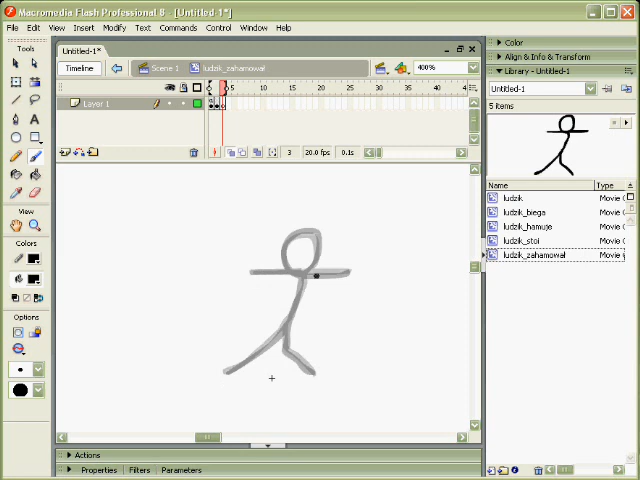 Macromedia Flash Professional 8 - [Untitled-1*]
File Edit View Insert Modify Text Commands Control Window Help
Tools
View
Colors
Options
Untitled-1*
Timeline
Scene 1
ludzik_zahamował
400%
5 10 15 20 25 30 35 40 4
Layer 1
3 20.0 fps 0.1s
Color
Align & Info & Transform
Library - Untitled-1
Untitled-1
5 items
Name Type
ludzik Movie
ludzik_biega Movie
ludzik_hamuje Movie
ludzik_stoi Movie
ludzik_zahamował Movie
Actions
Properties Filters Parameters